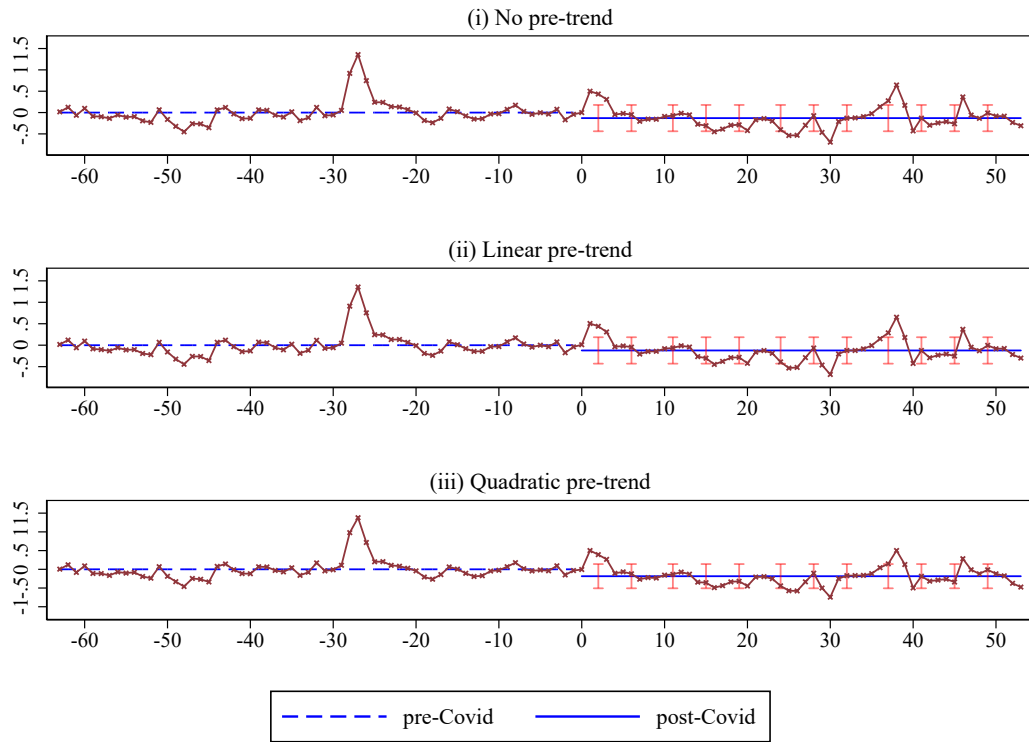 (i) No pre-trend
-.5 0 .5 1 1.5
-60 -50 -40 -30 -20 -10 0 10 20 30 40 50
(ii) Linear pre-trend
-.5 0 .5 1 1.5
-60 -50 -40 -30 -20 -10 0 10 20 30 40 50
(iii) Quadratic pre-trend
-1 -.5 0 .5 1 1.5
-60 -50 -40 -30 -20 -10 0 10 20 30 40 50
pre-Covid post-Covid